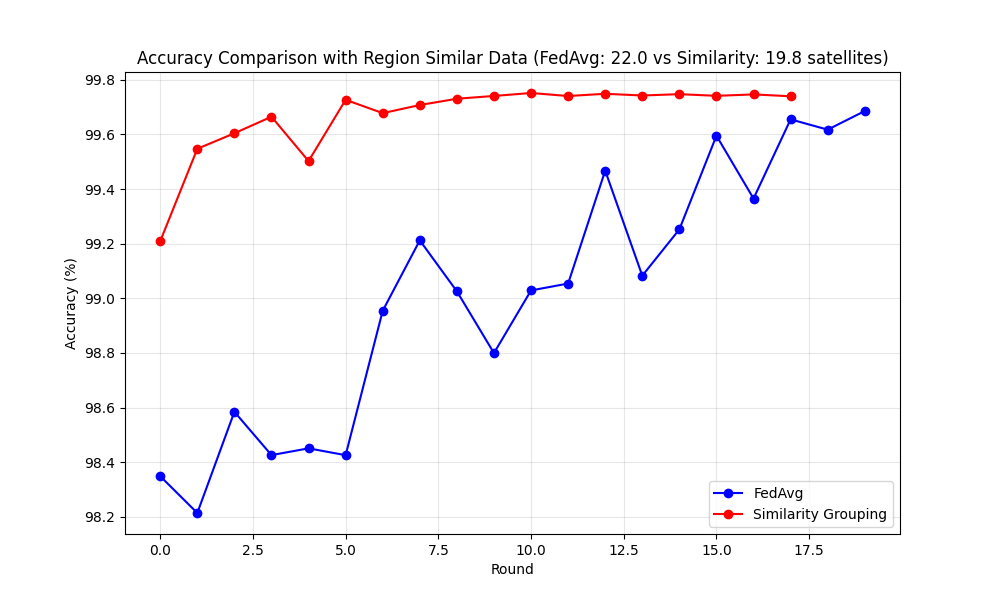 Accuracy Comparison with Region Similar Data (FedAvg: 22.0 vs Similarity: 19.8 satellites)
Accuracy (%)
99.8
99.6
99.4
99.2
99.0
98.8
98.6
98.4
98.2
FedAvg
Similarity Grouping
0.0 2.5 5.0 7.5 10.0 12.5 15.0 17.5
Round